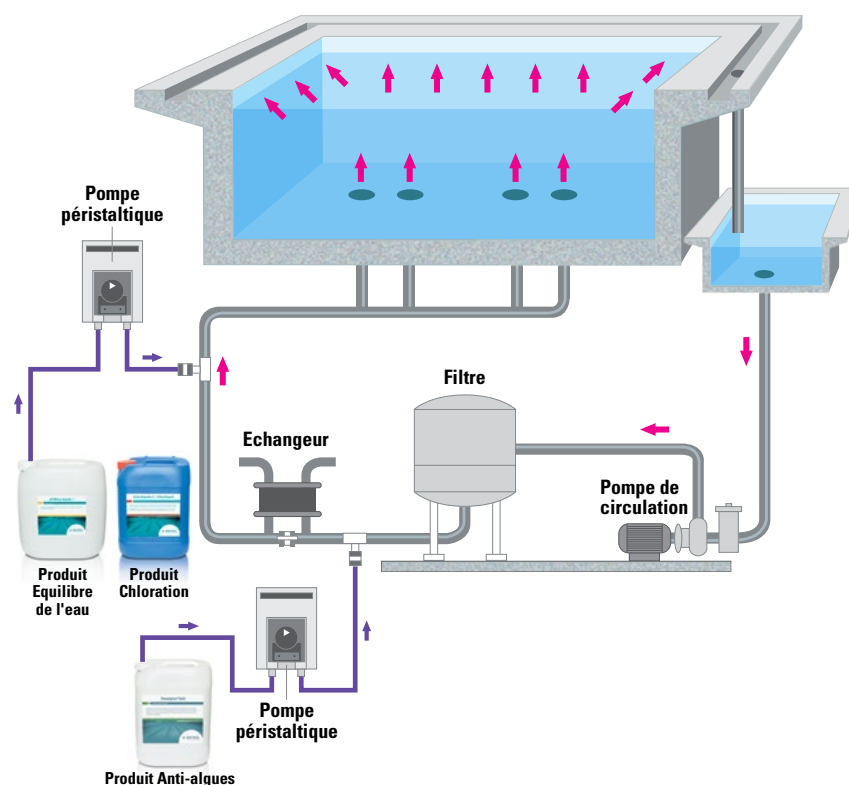 Pompe
péristaltique
Filtre
Echangeur
Pompe de
circulation
Produit
Equilibre
de l'eau
Produit
Chloration
Pompe
péristaltique
Produit Anti-algues